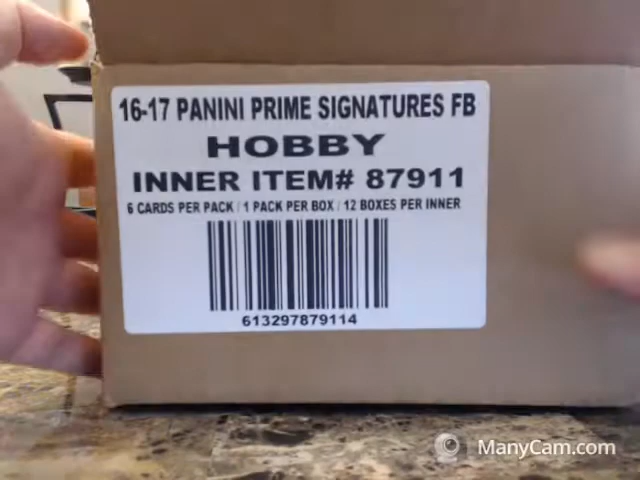 16-17 PANINI PRIME SIGNATURES FB
HOBBY
INNER ITEM# 87911
6 CARDS PER PACK / 1 PACK PER BOX / 12 BOXES PER INNER
613297879114
ManyCam.com